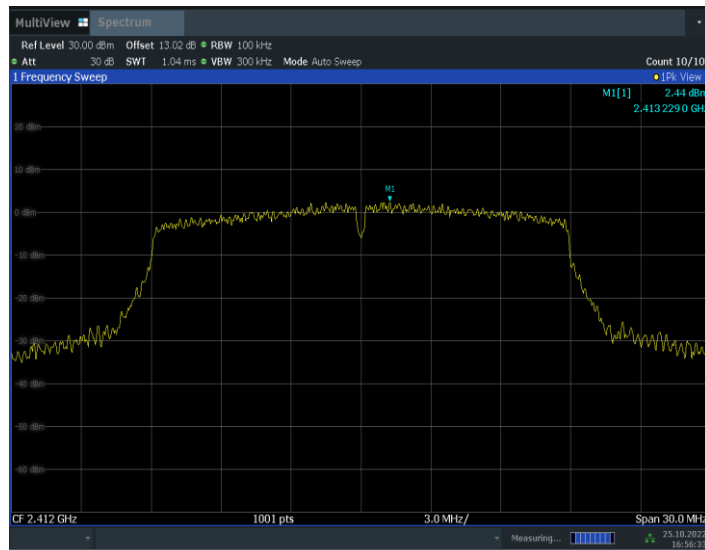 MultiView Spectrum
Ref Level 30.00 dBm Offset 13.02 dB RBW 100 kHz
Att 30 dB SWT 1.04 ms VBW 300 kHz Mode Auto Sweep Count 10/10
1 Frequency Sweep 1Pk View
M1[1] 2.44 dBm
2.413 229 0 GHz
20 dBm
10 dBm
M1
0 dBm
-10 dBm
-20 dBm
-30 dBm
-40 dBm
-50 dBm
-60 dBm
CF 2.412 GHz 1001 pts 3.0 MHz/ Span 30.0 MHz
Measuring... 25.10.2022
16:56:33